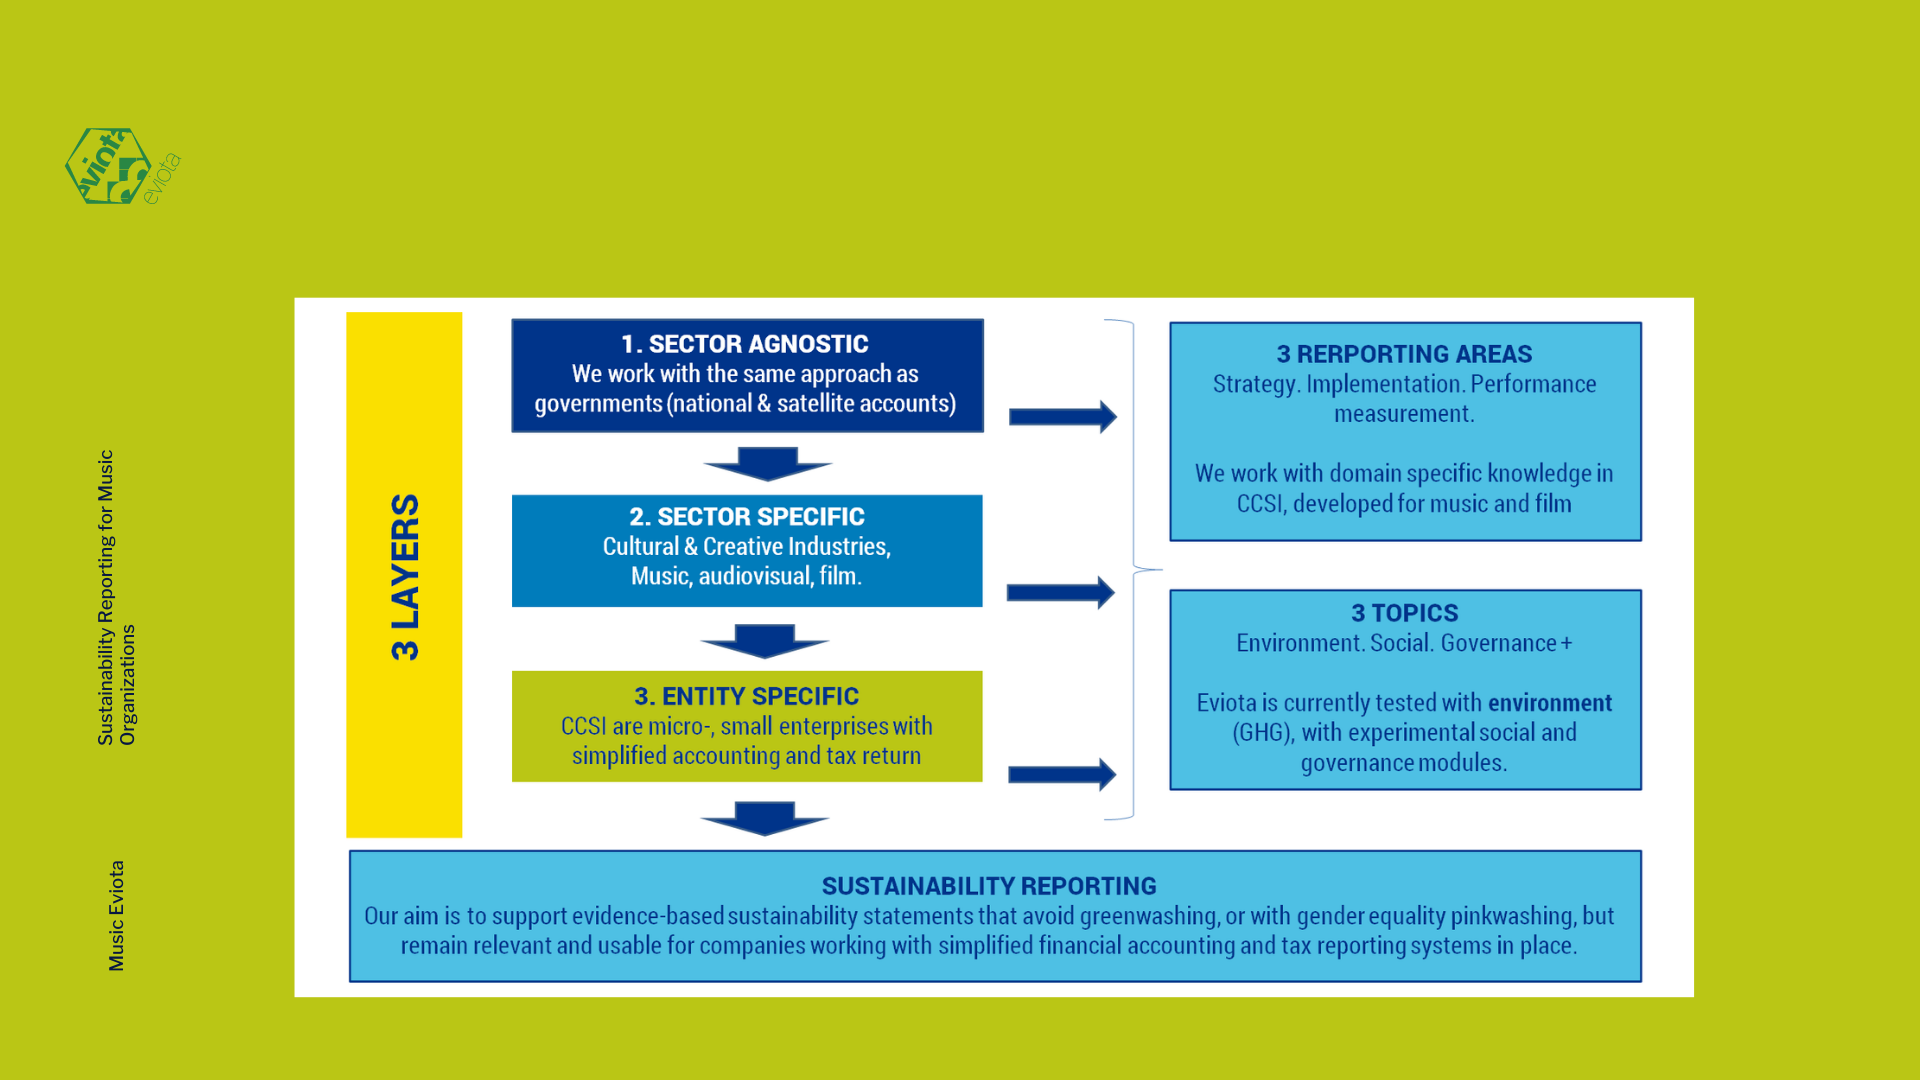 eviota
eviota
Sustainability Reporting for Music
Organizations
Music Eviota
3 LAYERS
1. SECTOR AGNOSTIC
We work with the same approach as
governments (national & satellite accounts)
2. SECTOR SPECIFIC
Cultural & Creative Industries,
Music, audiovisual, film.
3. ENTITY SPECIFIC
CCSI are micro-, small enterprises with
simplified accounting and tax return
3 RERPORTING AREAS
Strategy. Implementation. Performance
measurement.
We work with domain specific knowledge in
CCSI, developed for music and film
3 TOPICS
Environment. Social. Governance +
Eviota is currently tested with environment
(GHG), with experimental social and
governance modules.
SUSTAINABILITY REPORTING
Our aim is to support evidence-based sustainability statements that avoid greenwashing, or with gender equality pinkwashing, but
remain relevant and usable for companies working with simplified financial accounting and tax reporting systems in place.